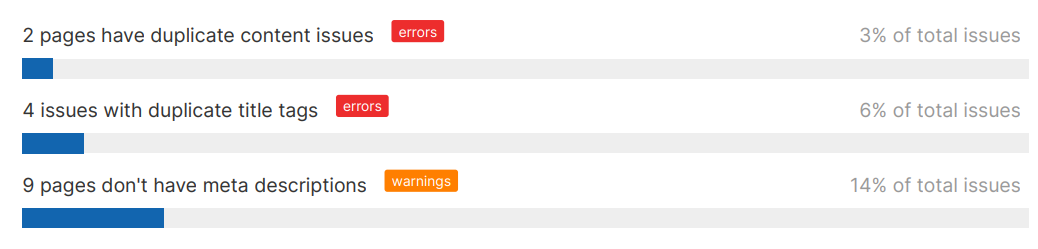 2 pages have duplicate content issues errors 3% of total issues
4 issues with duplicate title tags errors 6% of total issues
9 pages don't have meta descriptions warnings 14% of total issues